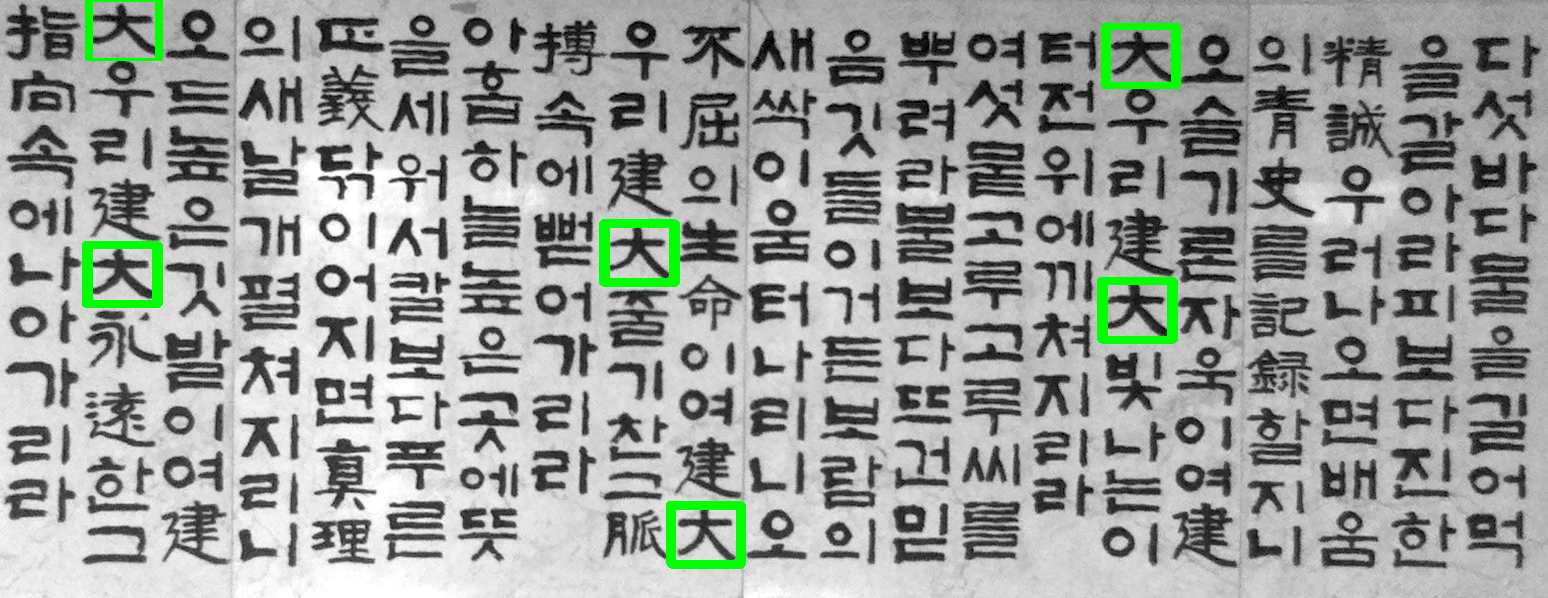 다섯바다물을길어먹
을갈아라피보다진한
精誠우러나오면배움
의青史를記録할지니
오슬기론자욱이여建
大우리建大빛나는이
터전위에끼쳐지리라
여섯뭍고루고루씨를
뿌려라불보다뜨건믿
음깃들이거든보람의
새싹이움터나리니오
不屈의生命이여建大
우리建大줄기찬그脈
搏속에뻗어가리라
아홉하늘높은곳에뜻
을세워서칼보다푸른
正義닦이어지면眞理
의새날개펼쳐지리니
오드높은깃발이여建
大우리建大永遠한그
指向속에나아가리라